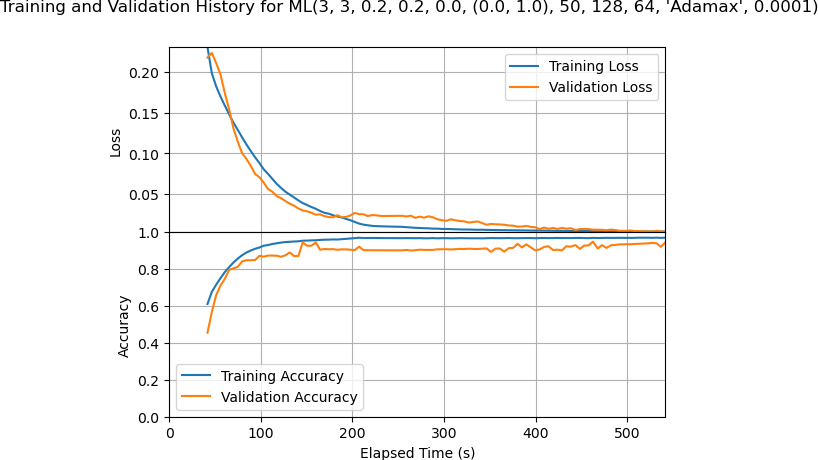 Training and Validation History for ML(3, 3, 0.2, 0.2, 0.0, (0.0, 1.0), 50, 128, 64, 'Adamax', 0.0001)
0.20
0.15
0.10
0.05
Loss
Training Loss
Validation Loss
1.0
0.8
0.6
0.4
0.2
0.0
Accuracy
Training Accuracy
Validation Accuracy
0 100 200 300 400 500
Elapsed Time (s)